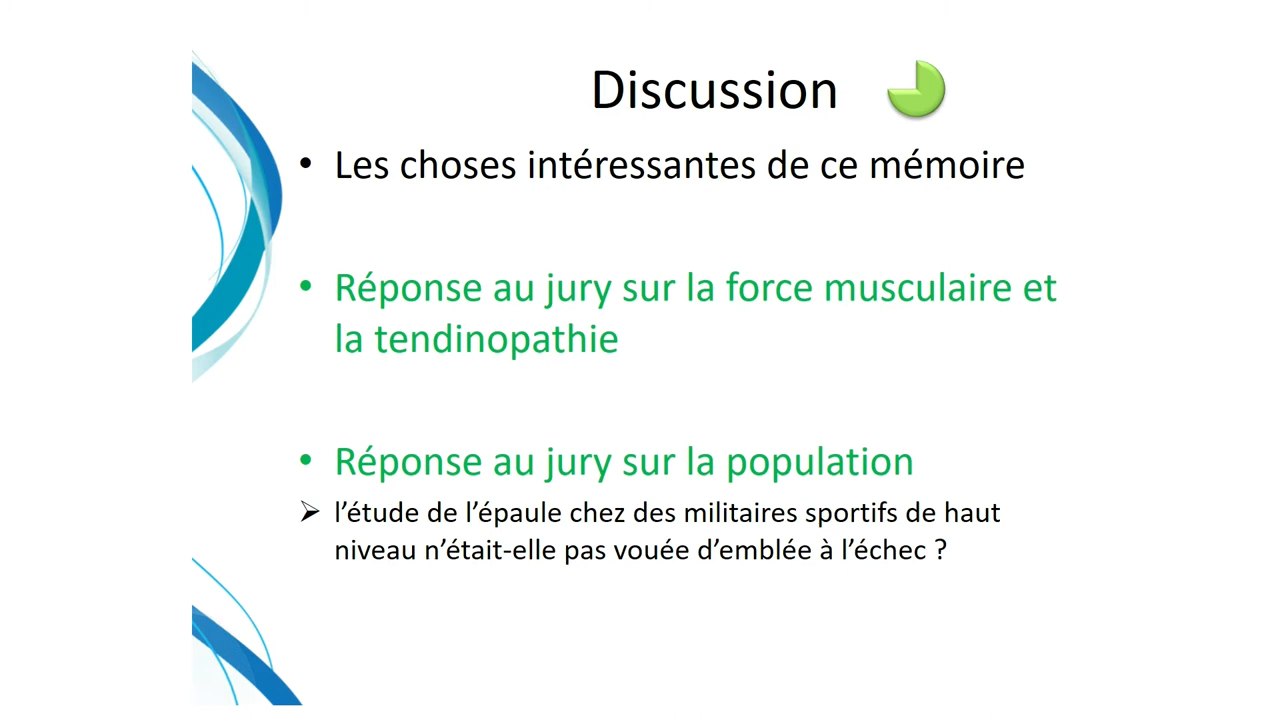 Discussion
• Les choses intéressantes de ce mémoire
• Réponse au jury sur la force musculaire et
la tendinopathie
• Réponse au jury sur la population
➢ l’étude de l’épaule chez des militaires sportifs de haut
niveau n’était-elle pas vouée d’emblée à l’échec ?